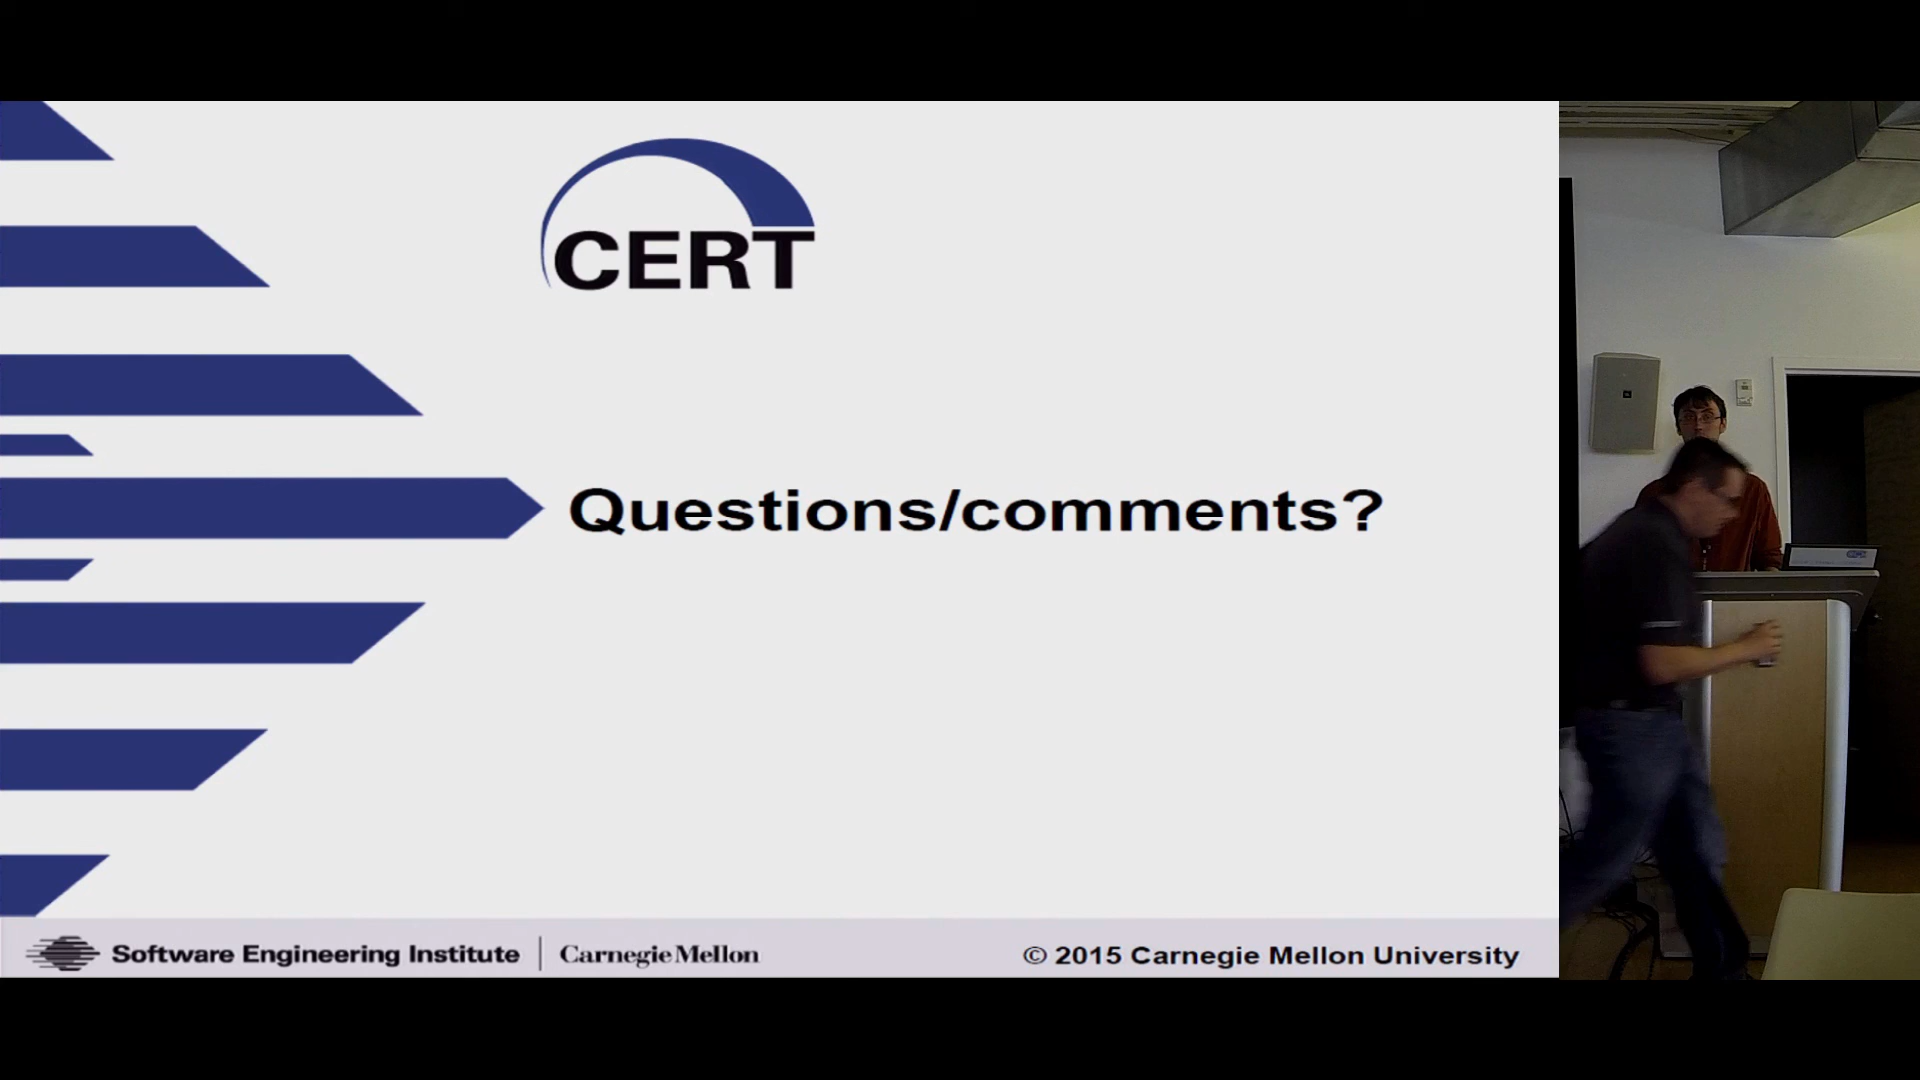 CERT
Questions/comments?
Software Engineering Institute | Carnegie Mellon
© 2015 Carnegie Mellon University